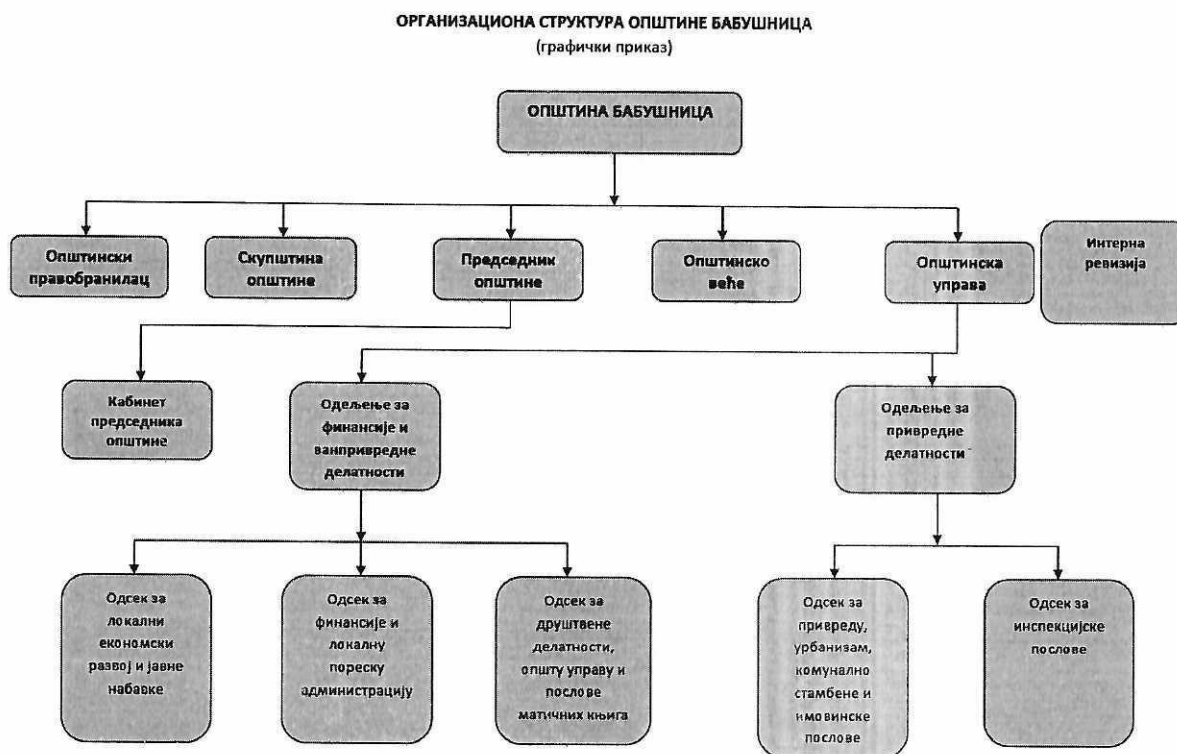 ОРГАНИЗАЦИОНА СТРУКТУРА ОПШТИНЕ БАБУШНИЦА
(графички приказ)
ОПШТИНА БАБУШНИЦА
Општински
правобранилац
Скупштина
општине
Председник
општине
Општинско
веће
Општинска
управа
Интерна
ревизија
Кабинет
председника
општине
Одељење за
финансије и
ванпривредне
делатности
Одељење за
привредне
делатности
Одсек за
локални
економски
развој и јавне
набавке
Одсек за
финансије и
локалну
пореску
администрацију
Одсек за
друштвене
делатности,
општу управу и
послове
матичних књига
Одсек за
привреду,
урбанизам,
комунално
стамбене и
имовинске
послове
Одсек за
инспекцијске
послове